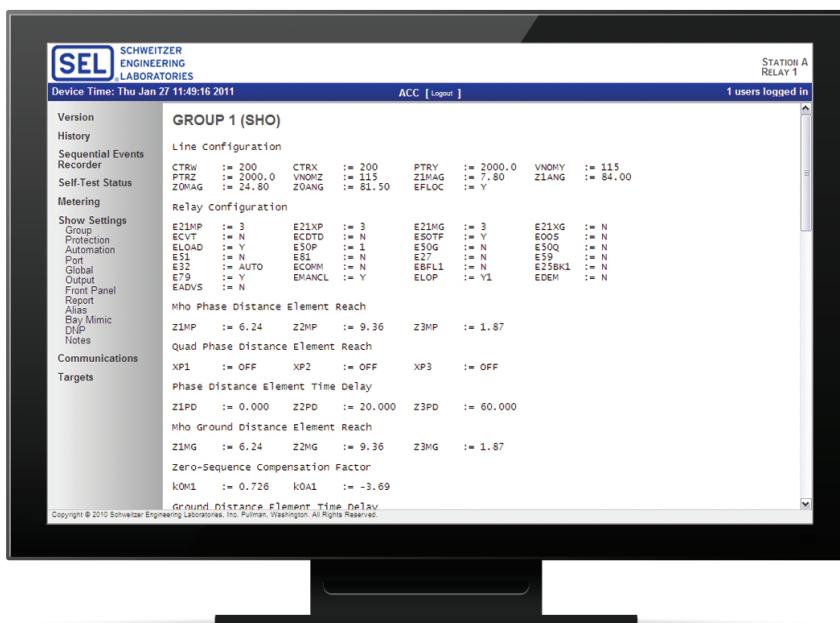 SEL SCHWEITZER
ENGINEERING
LABORATORIES
STATION A
RELAY 1
Device Time: Thu Jan 27 11:49:16 2011 ACC [ Logout ] 1 users logged in
Version
History
Sequential Events
Recorder
Self-Test Status
Metering
Show Settings
Group
Protection
Automation
Port
Global
Output
Front Panel
Report
Alias
Bay Mimic
DNP
Notes
Communications
Targets
GROUP 1 (SHO)
Line Configuration
CTRW := 200 CTRX := 200 PTRY := 2000.0 VNOMY := 115
PTRZ := 2000.0 VNOMZ := 115 Z1MAG := 7.80 Z1ANG := 84.00
Z0MAG := 24.80 Z0ANG := 81.50 EFLOC := Y
Relay Configuration
E21MP := 3 E21XP := 3 E21MG := 3 E21XG := N
ECVT := N ECDTD := N ESOTF := Y EOOS := N
ELOAD := Y E50P := 1 E50G := N E50Q := N
E51 := N E81 := N E27 := N E59 := N
E32 := AUTO ECOMM := N EBFL1 := N E25BK1 := N
E79 := Y EMANCL := Y ELOP := Y1 EDEM := N
EADVS := N
Mho Phase Distance Element Reach
Z1MP := 6.24 Z2MP := 9.36 Z3MP := 1.87
Quad Phase Distance Element Reach
XP1 := OFF XP2 := OFF XP3 := OFF
Phase Distance Element Time Delay
Z1PD := 0.000 Z2PD := 20.000 Z3PD := 60.000
Mho Ground Distance Element Reach
Z1MG := 6.24 Z2MG := 9.36 Z3MG := 1.87
Zero-Sequence Compensation Factor
k0M1 := 0.726 k0A1 := -3.69
Ground Distance Element Time Delay
Copyright © 2010 Schweitzer Engineering Laboratories, Inc. Pullman, Washington. All Rights Reserved.